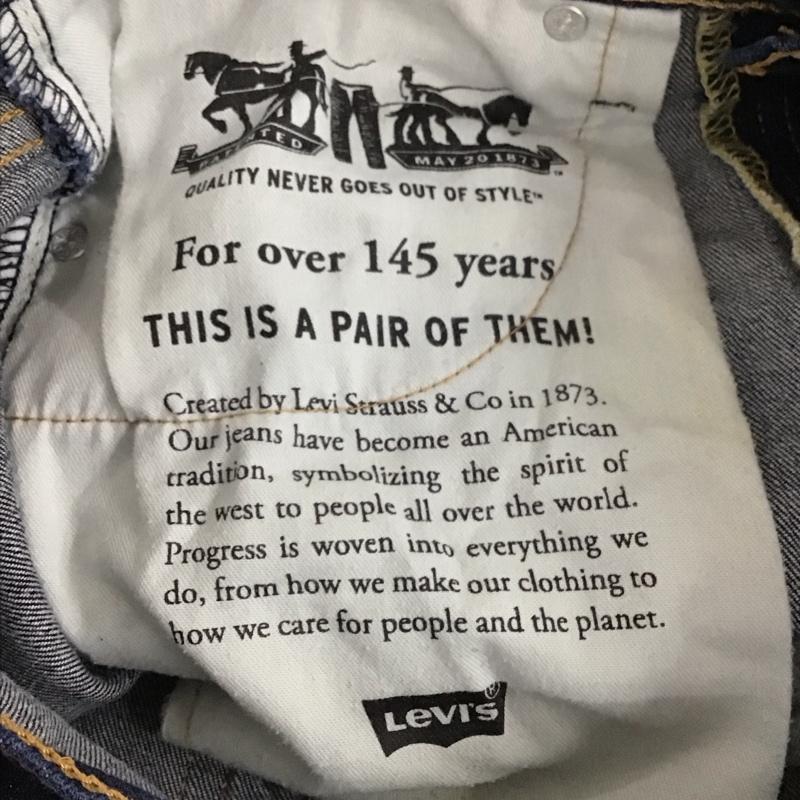 PATENTED
MAY 20 1873
QUALITY NEVER GOES OUT OF STYLE™
For over 145 years
THIS IS A PAIR OF THEM!
Created by Levi Strauss & Co in 1873.
Our jeans have become an American
tradition, symbolizing the spirit of
the west to people all over the world.
Progress is woven into everything we
do, from how we make our clothing to
how we care for people and the planet.
Levi's®